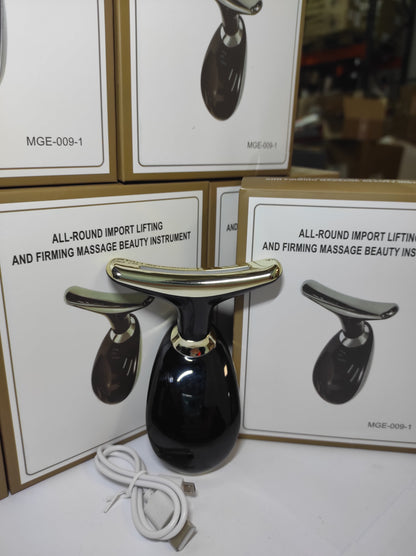 MGE-009-1
MGE-009-1
ALL-ROUND IMPORT LIFTING
AND FIRMING MASSAGE BEAUTY INSTRUMENT
ALL-ROUND IMPORT LIFTING
AND FIRMING MASSAGE BEAUTY
MGE-009-1